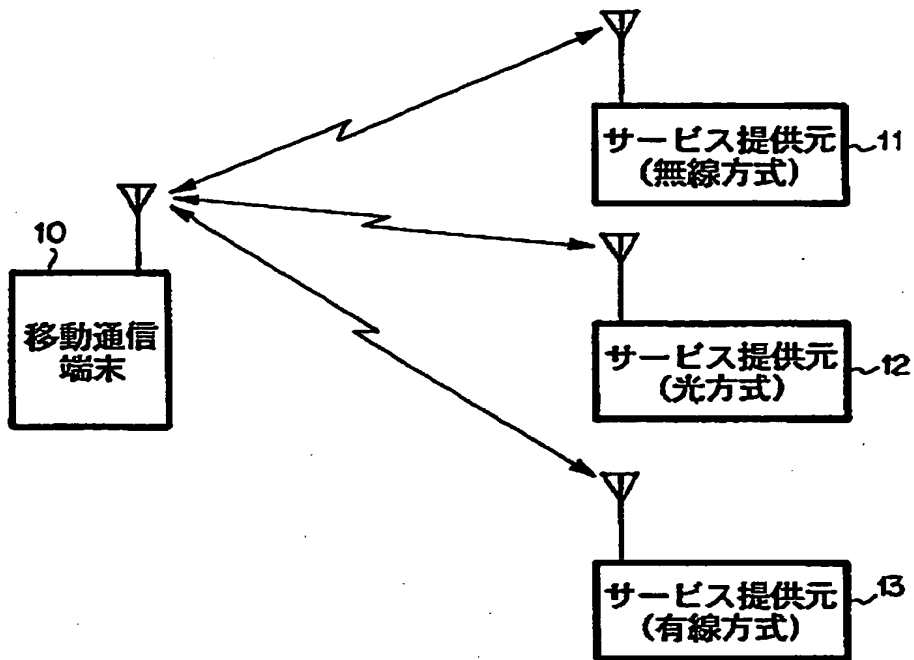 サービス提供元
(無線方式)
11
10
移動通信
端末
サービス提供元
(光方式)
12
サービス提供元
(有線方式)
13